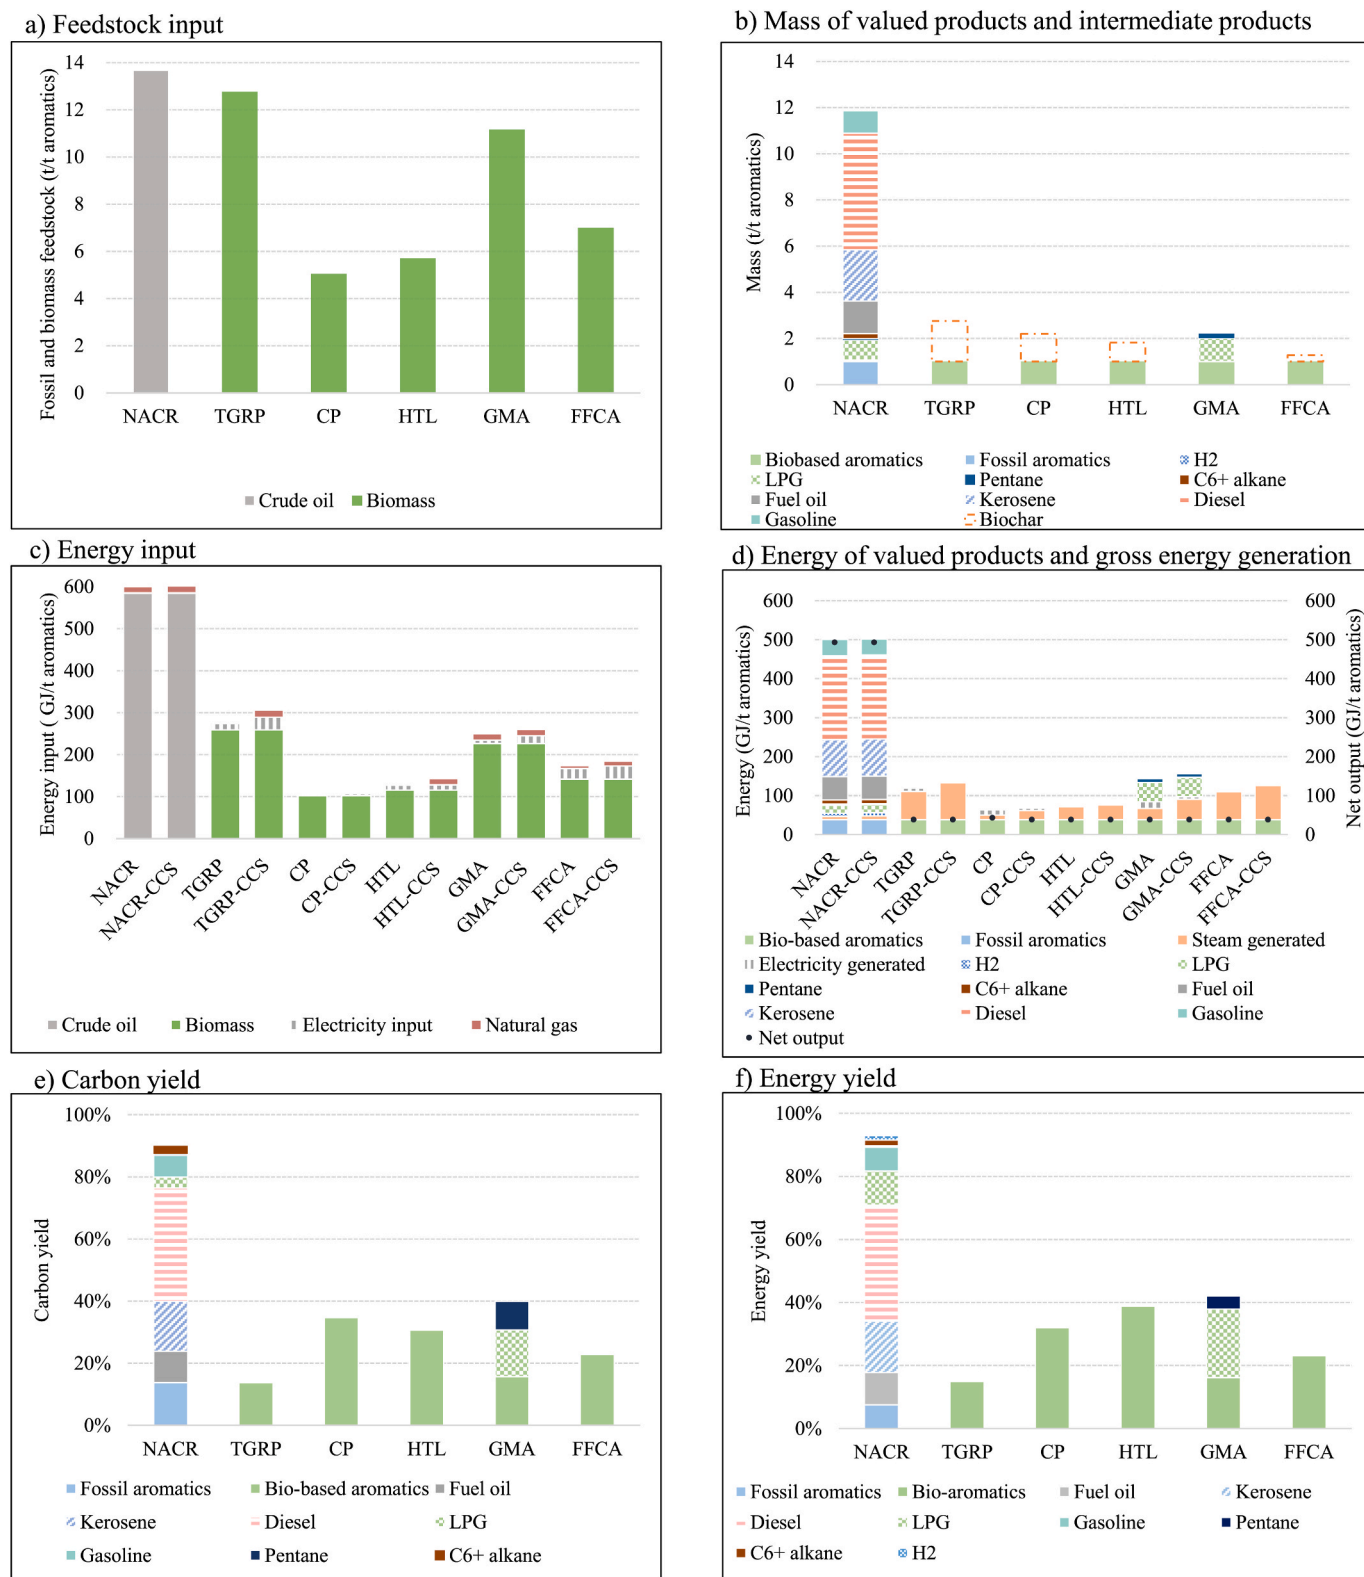 a) Feedstock input
Fossil and biomass feedstock (t/t aromatics)
14
12
10
8
6
4
2
0
NACR TGRP CP HTL GMA FFCA
Crude oil Biomass
b) Mass of valued products and intermediate products
Mass (t/t aromatics)
14
12
10
8
6
4
2
0
NACR TGRP CP HTL GMA FFCA
Biobased aromatics Fossil aromatics H2
LPG Pentane C6+ alkane
Fuel oil Kerosene Diesel
Gasoline Biochar
c) Energy input
Energy input ( GJ/t aromatics)
600
500
400
300
200
100
0
NACR NACR-CCS TGRP TGRP-CCS CP CP-CCS HTL HTL-CCS GMA GMA-CCS FFCA FFCA-CCS
Crude oil Biomass Electricity input Natural gas
d) Energy of valued products and gross energy generation
Energy (GJ/t aromatics)
600
500
400
300
200
100
0
600
500
400
300
200
100
0
Net output (GJ/t aromatics)
NACR NACR-CCS TGRP TGRP-CCS CP CP-CCS HTL HTL-CCS GMA GMA-CCS FFCA FFCA-CCS
Bio-based aromatics Fossil aromatics Steam generated
Electricity generated H2 LPG
Pentane C6+ alkane Fuel oil
Kerosene Diesel Gasoline
Net output
e) Carbon yield
Carbon yield
100%
80%
60%
40%
20%
0%
NACR TGRP CP HTL GMA FFCA
Fossil aromatics Bio-based aromatics Fuel oil
Kerosene Diesel LPG
Gasoline Pentane C6+ alkane
f) Energy yield
Energy yield
100%
80%
60%
40%
20%
0%
NACR TGRP CP HTL GMA FFCA
Fossil aromatics Bio-aromatics Fuel oil Kerosene
Diesel LPG Gasoline Pentane
C6+ alkane H2